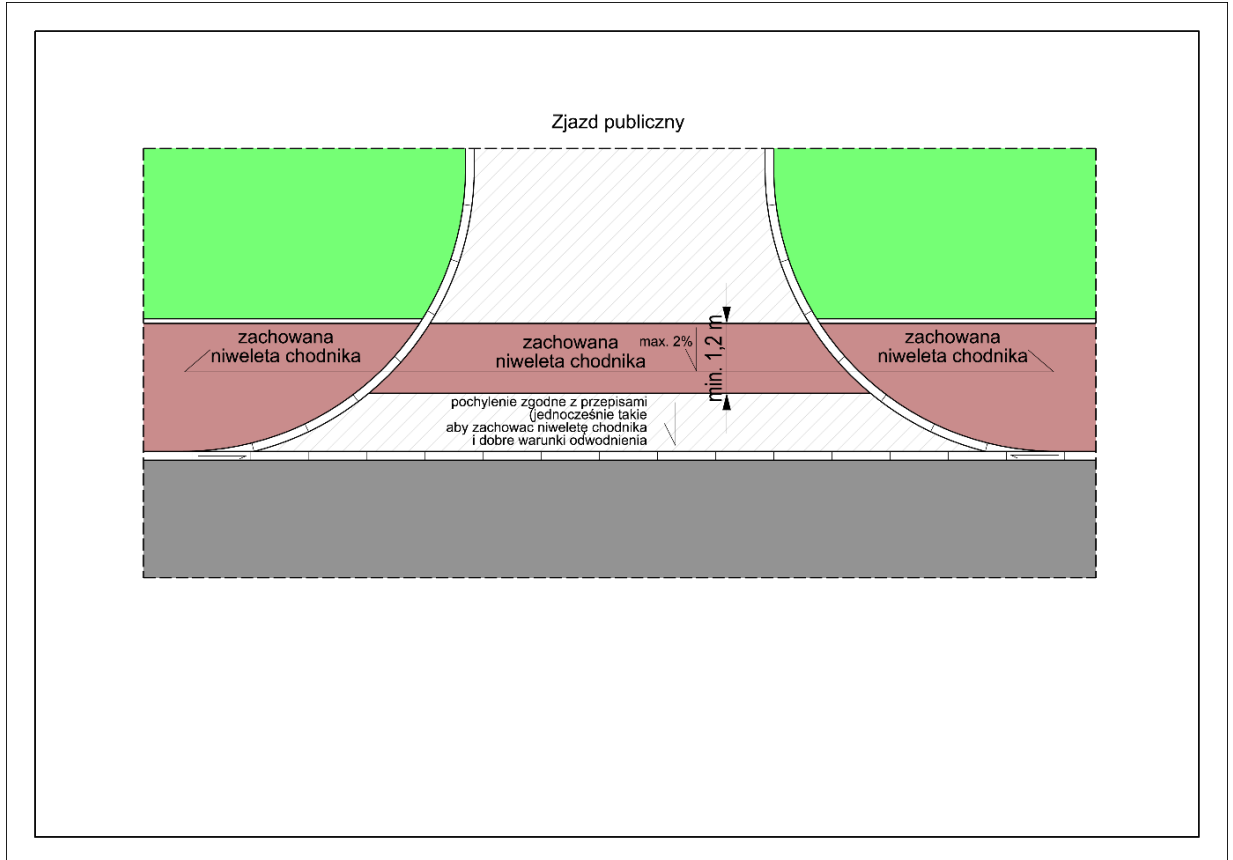 Zjazd publiczny
zachowana
niweleta chodnika
zachowana
niweleta chodnika
max. 2%
min. 1,2 m
zachowana
niweleta chodnika
pochylenie zgodne z przepisami
(jednocześnie takie
aby zachowac niweletę chodnika
i dobre warunki odwodnienia